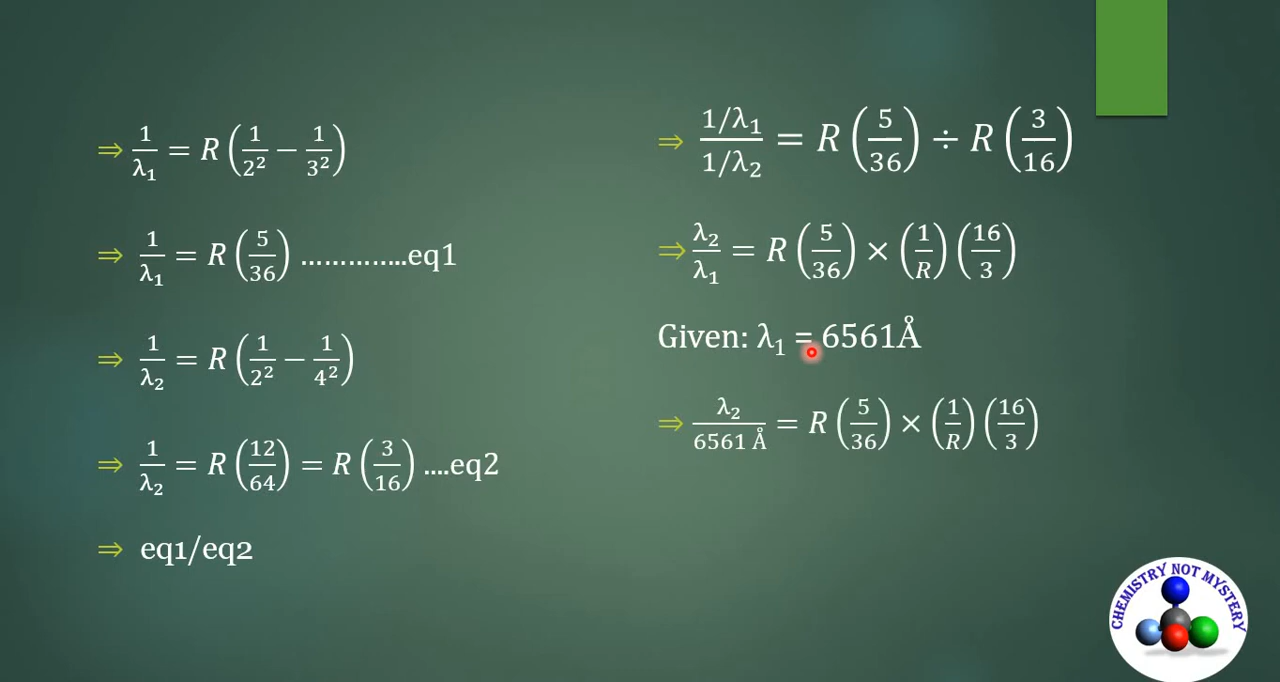 ⇒ 1/λ₁ = R (1/2² − 1/3²)
⇒ 1/λ₁ = R (5/36) …………..eq1
⇒ 1/λ₂ = R (1/2² − 1/4²)
⇒ 1/λ₂ = R (12/64) = R (3/16) ....eq2
⇒ eq1/eq2
⇒ (1/λ₁)/(1/λ₂) = R (5/36) ÷ R (3/16)
⇒ λ₂/λ₁ = R (5/36) × (1/R) (16/3)
Given: λ₁ = 6561Å
⇒ λ₂/6561 Å = R (5/36) × (1/R) (16/3)
CHEMISTRY NOT MYSTERY